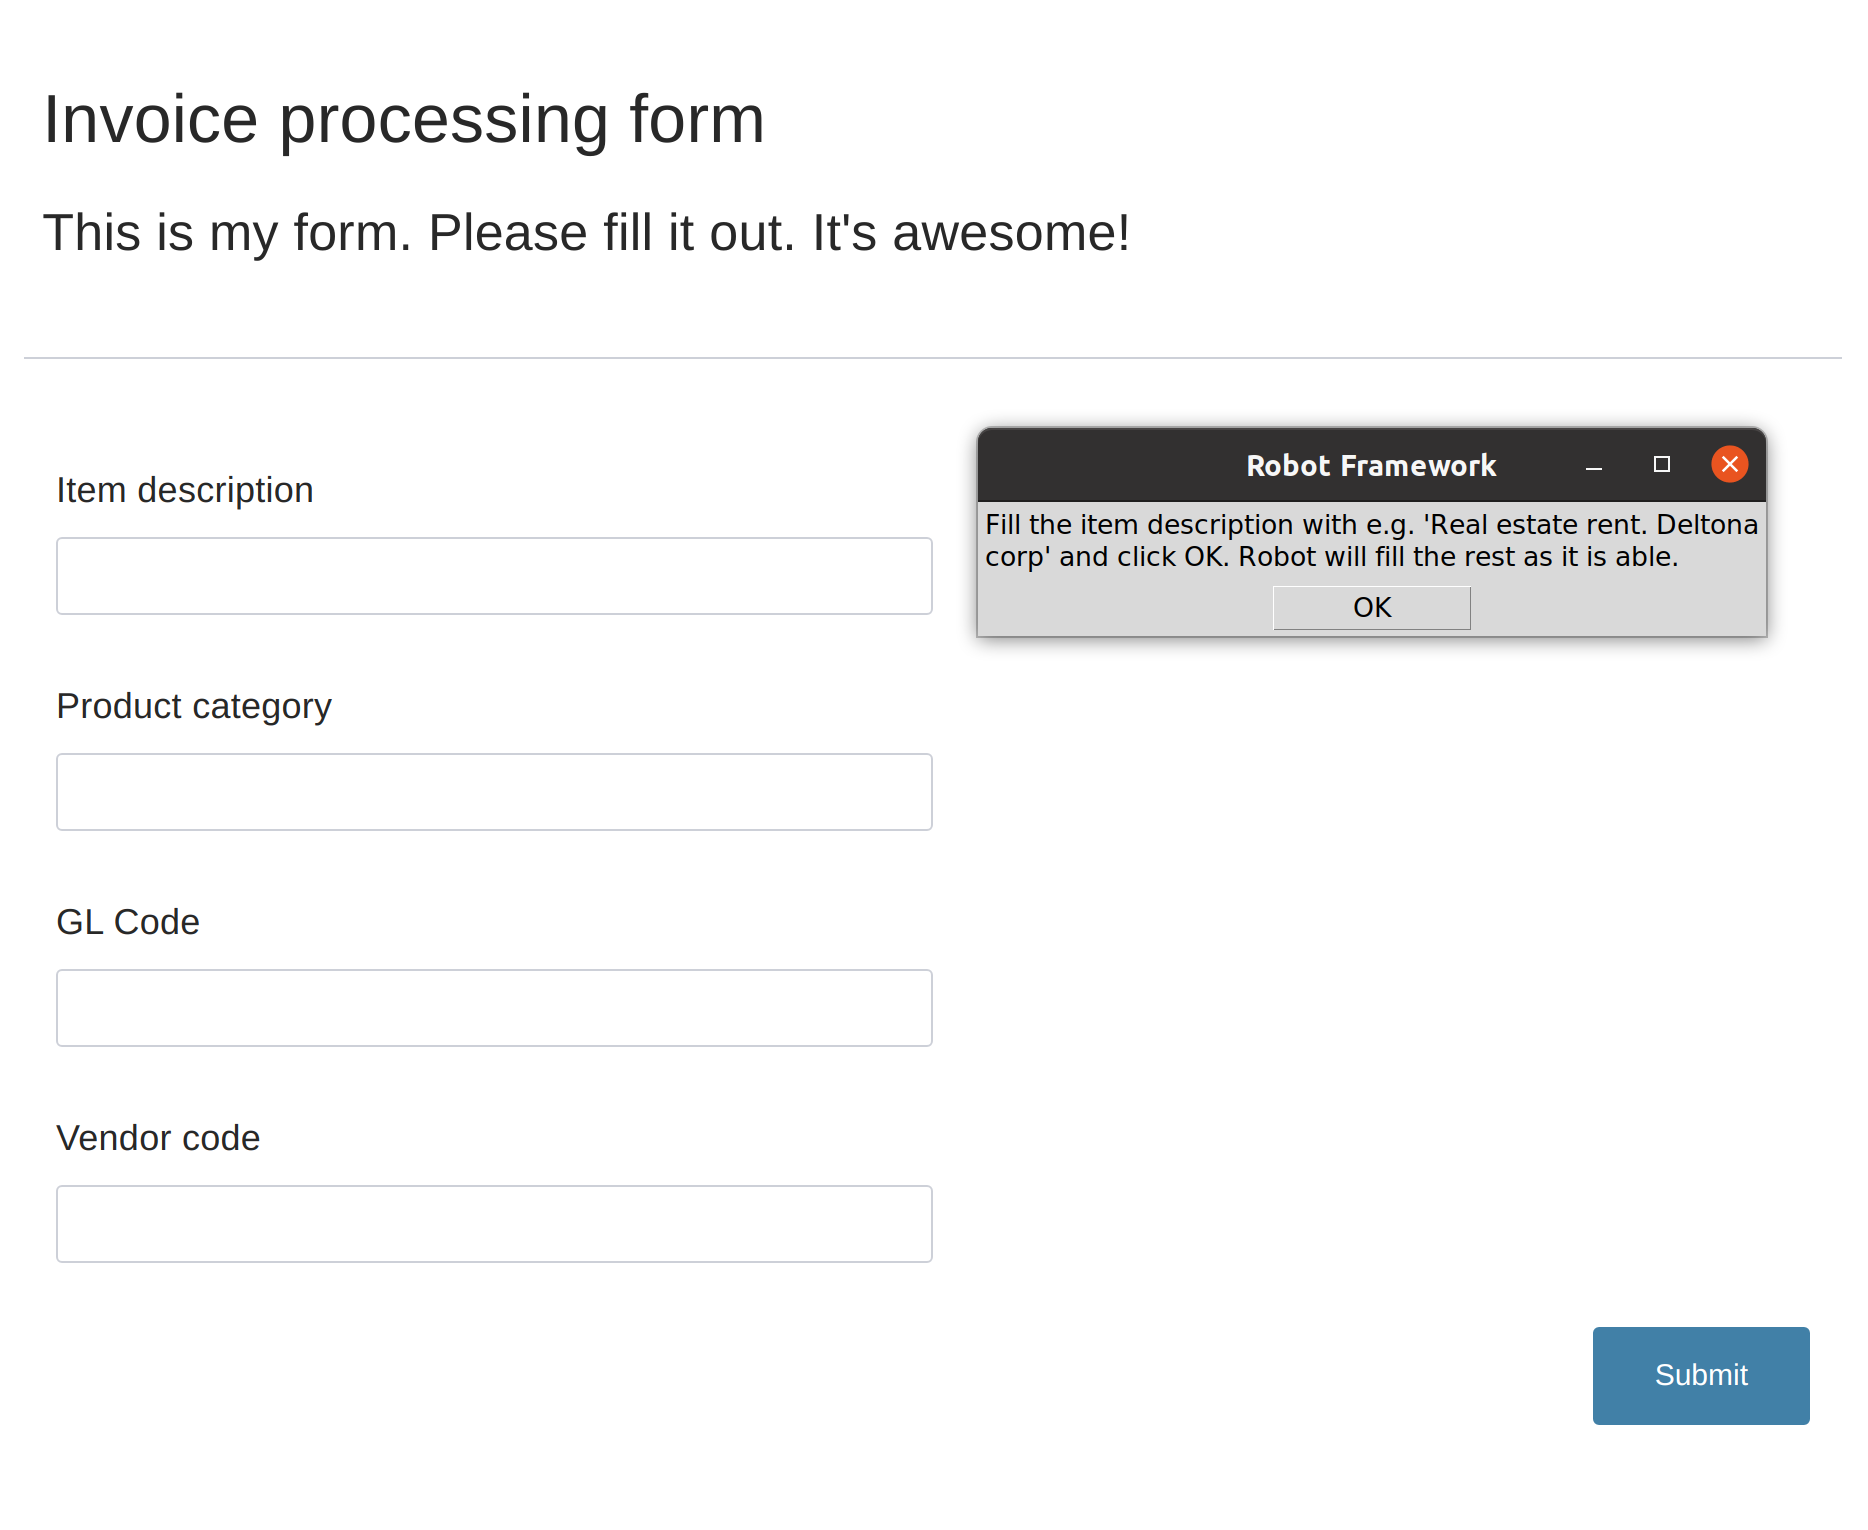 Invoice processing form
This is my form. Please fill it out. It's awesome!
Item description
Robot Framework
Fill the item description with e.g. 'Real estate rent. Deltona
corp' and click OK. Robot will fill the rest as it is able.
OK
Product category
GL Code
Vendor code
Submit